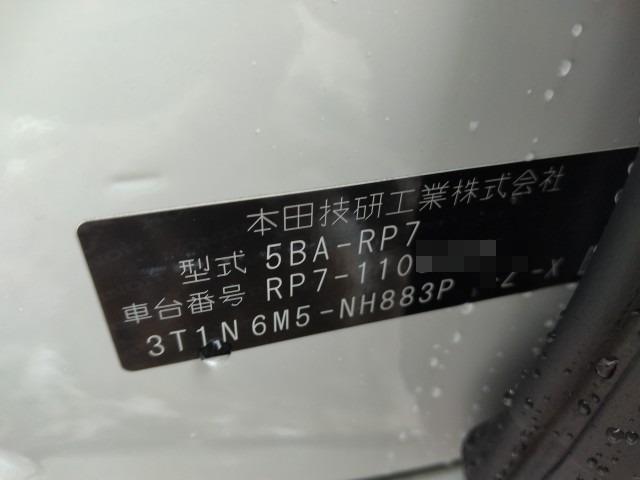 本田技研工業株式会社
型式 5BA-RP7
車台番号 RP7-110
3T1N 6M5-NH883P -Z-X